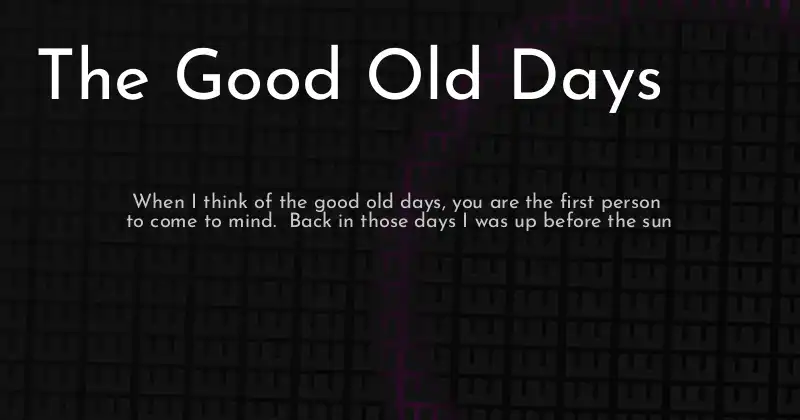 The Good Old Days
When I think of the good old days, you are the first person
to come to mind.  Back in those days I was up before the sun